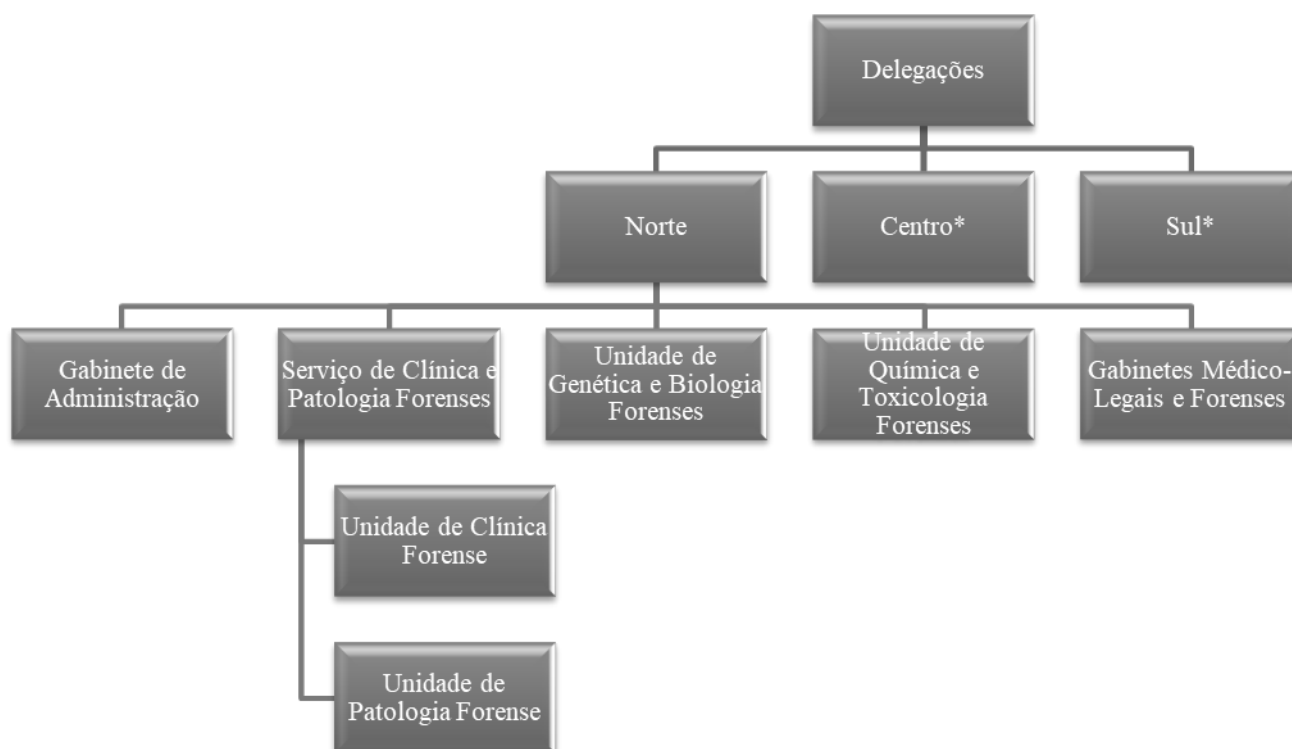 Delegações
Norte
Centro*
Sul*
Gabinete de
Administração
Serviço de Clínica e
Patologia Forenses
Unidade de
Genética e Biologia
Forenses
Unidade de
Química e
Toxicologia
Forenses
Gabinetes Médico-
Legais e Forenses
Unidade de Clínica
Forense
Unidade de
Patologia Forense